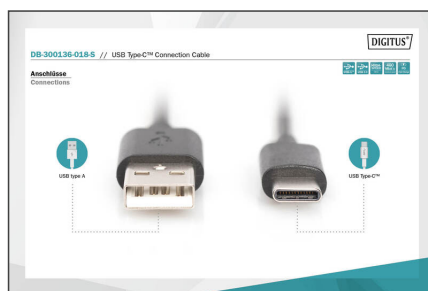 DIGITUS®
DB-300136-018-S // USB Type-C™ Connection Cable
Anschlüsse
Connections
USB type A
USB Type-C™